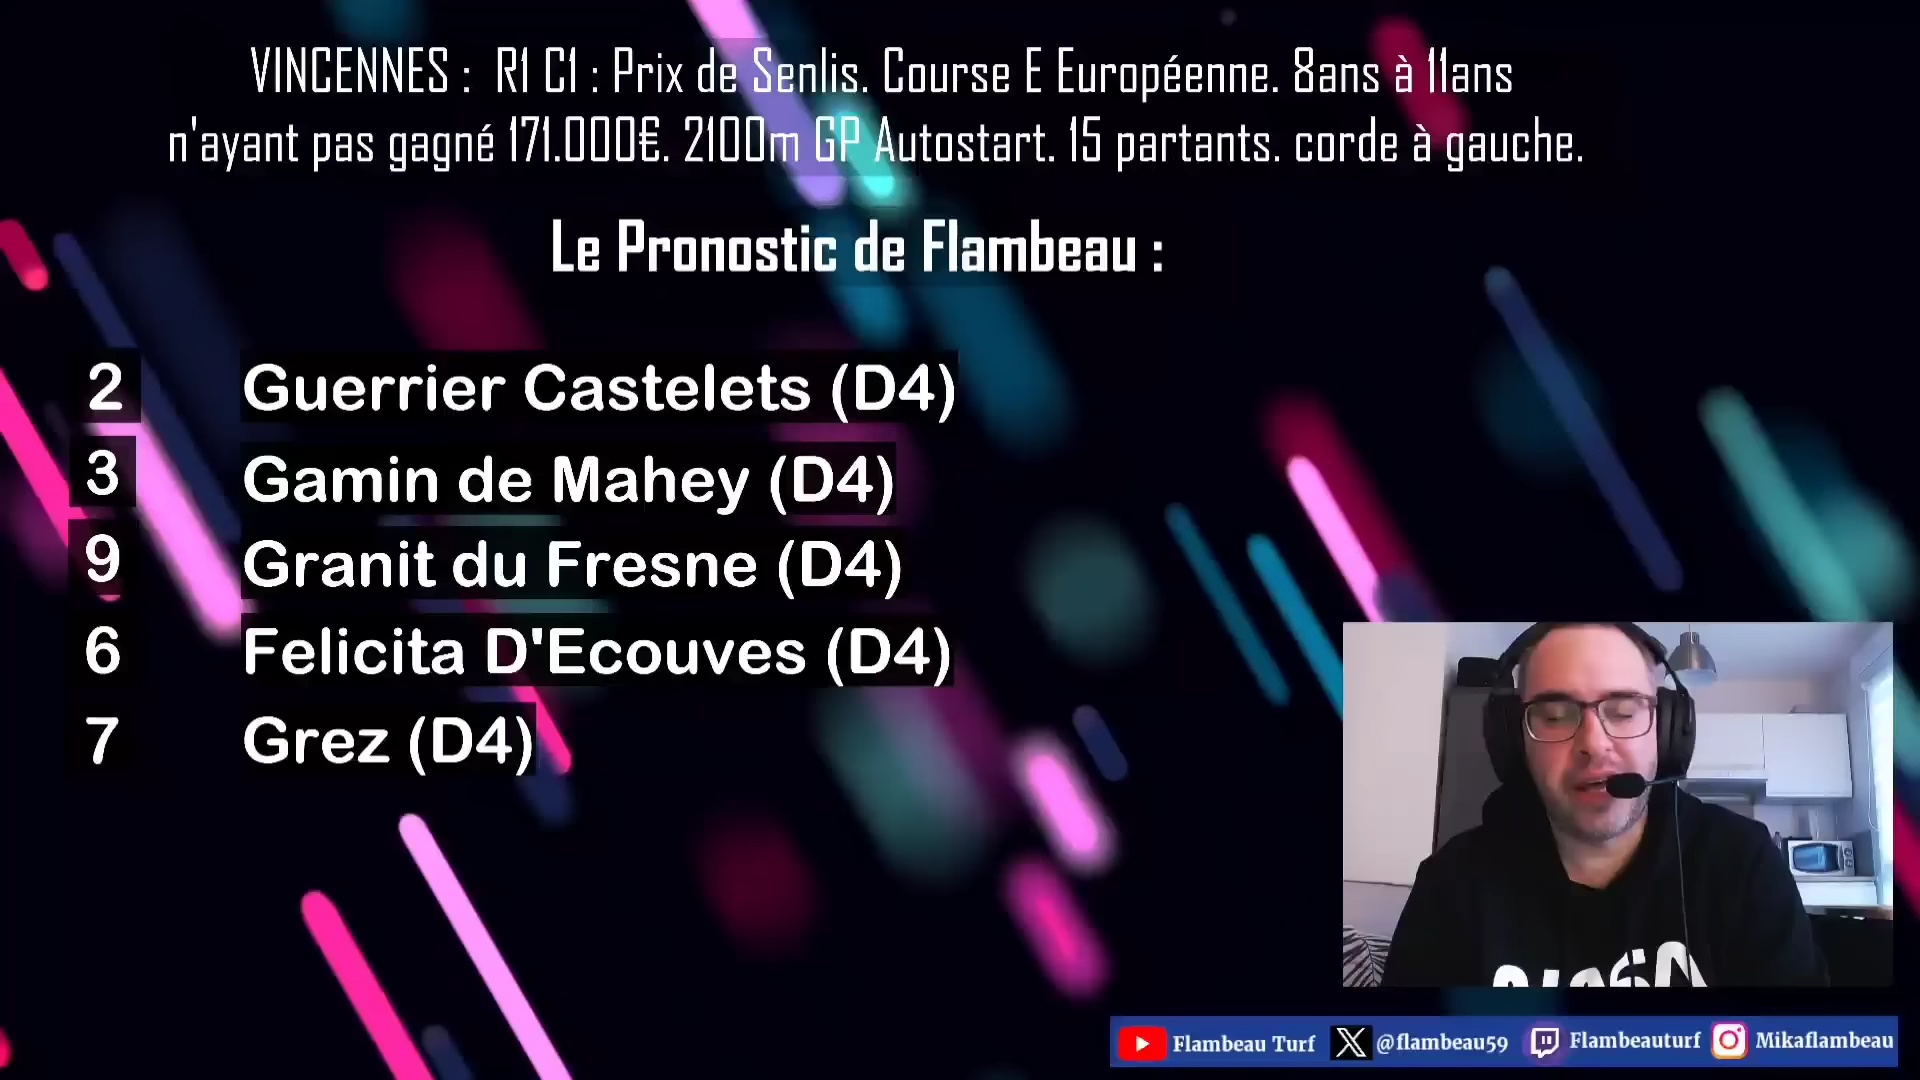 VINCENNES : R1 C1 : Prix de Senlis. Course E Européenne. 8ans à 11ans
n'ayant pas gagné 171.000€. 2100m GP Autostart. 15 partants. corde à gauche.
Le Pronostic de Flambeau :
2 Guerrier Castelets (D4)
3 Gamin de Mahey (D4)
9 Granit du Fresne (D4)
6 Felicita D'Ecouves (D4)
7 Grez (D4)
Flambeau Turf @flambeau59 Flambeauturf Mikaflambeau